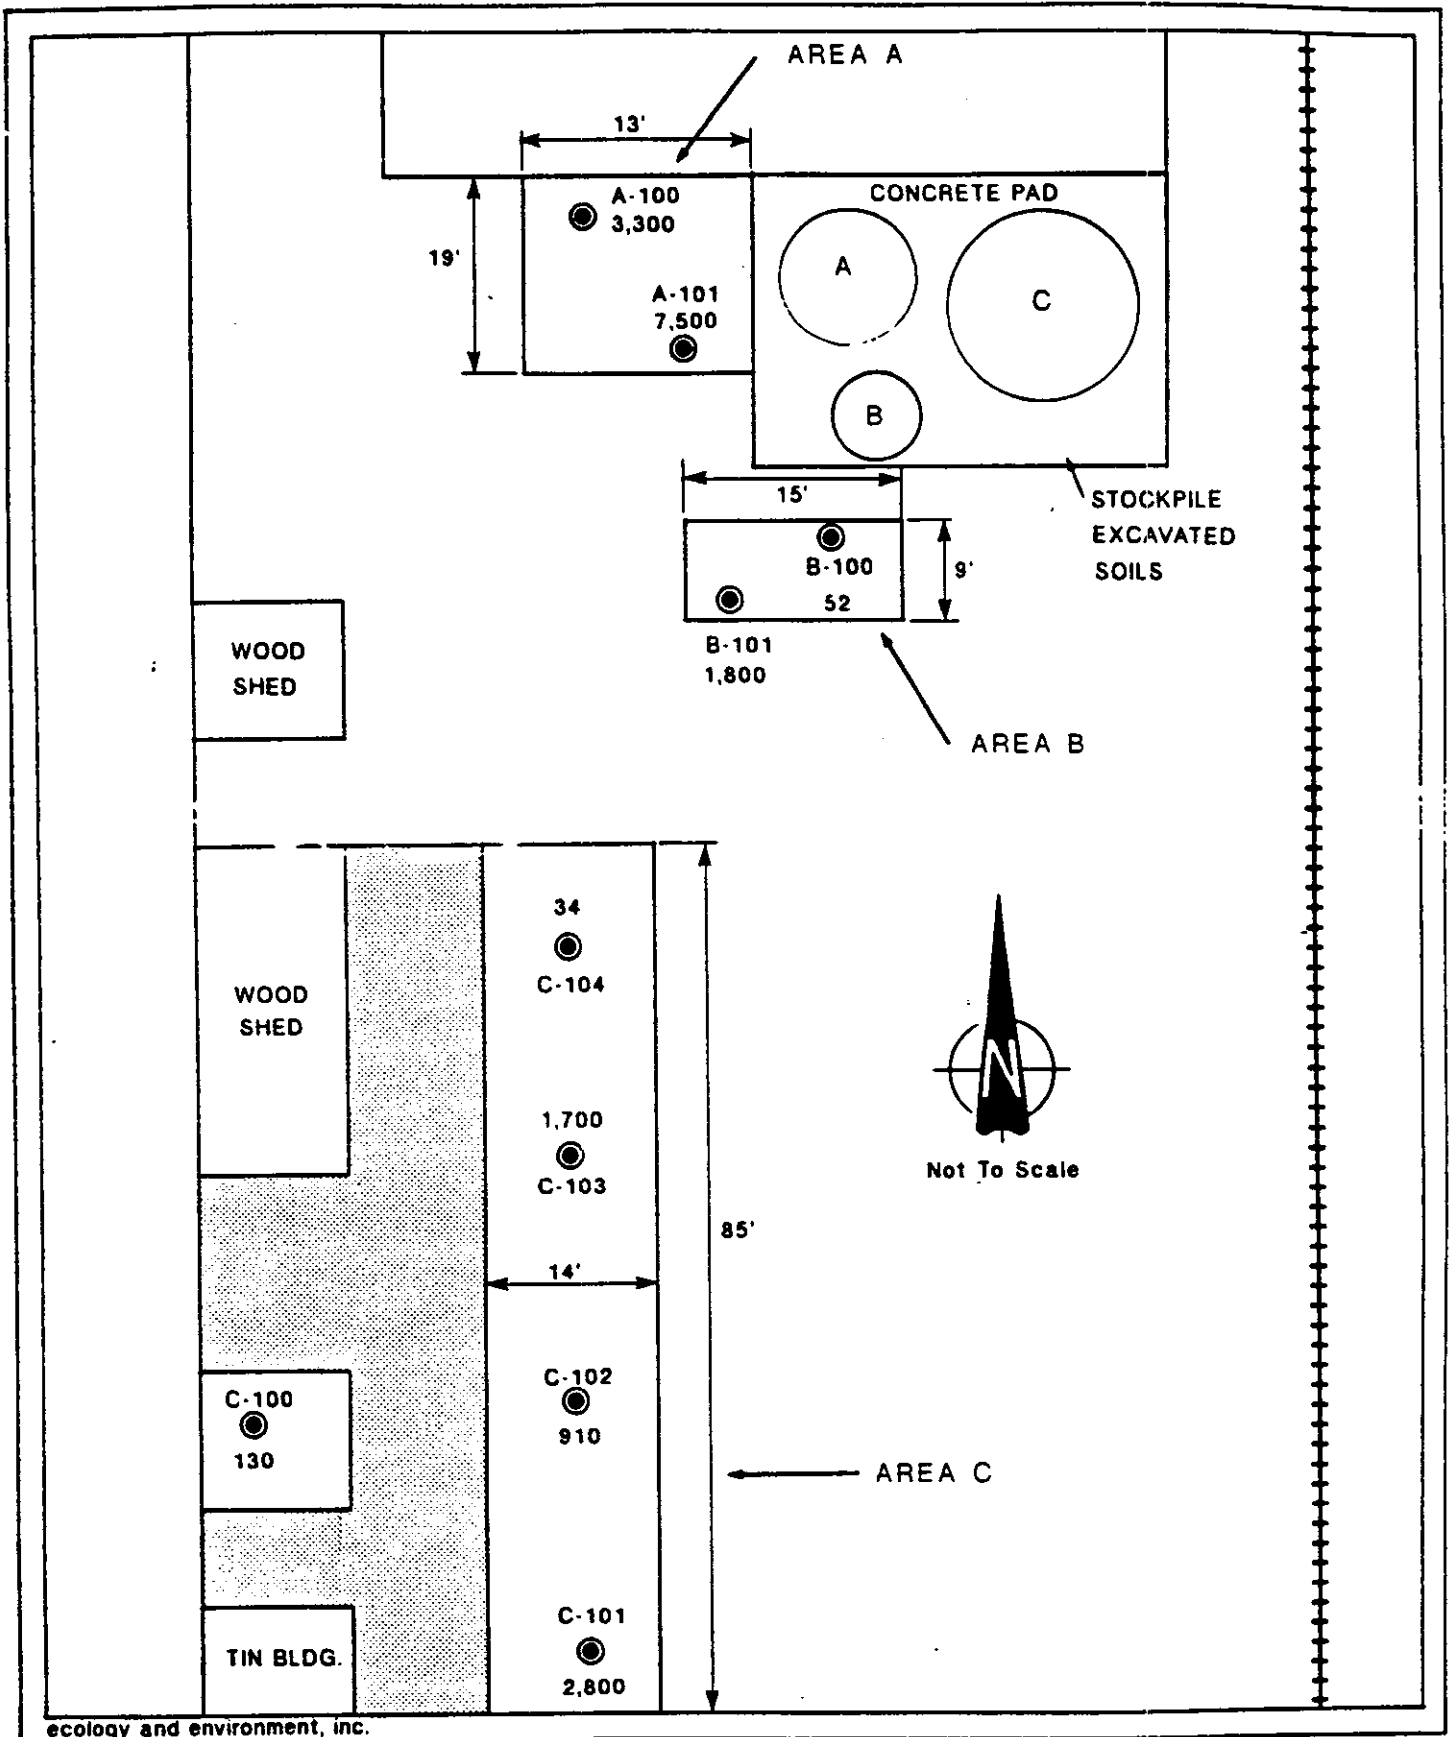 AREA A
13'
A-100
3,300
19'
A-101
7,500
CONCRETE PAD
A
C
B
15'
STOCKPILE
EXCAVATED
SOILS
B-100
9'
52
B-101
1,800
WOOD
SHED
AREA B
34
C-104
WOOD
SHED
1,700
C-103
N
Not To Scale
85'
14'
C-102
910
C-100
130
AREA C
C-101
2,800
TIN BLDG.
ecology and environment, inc.